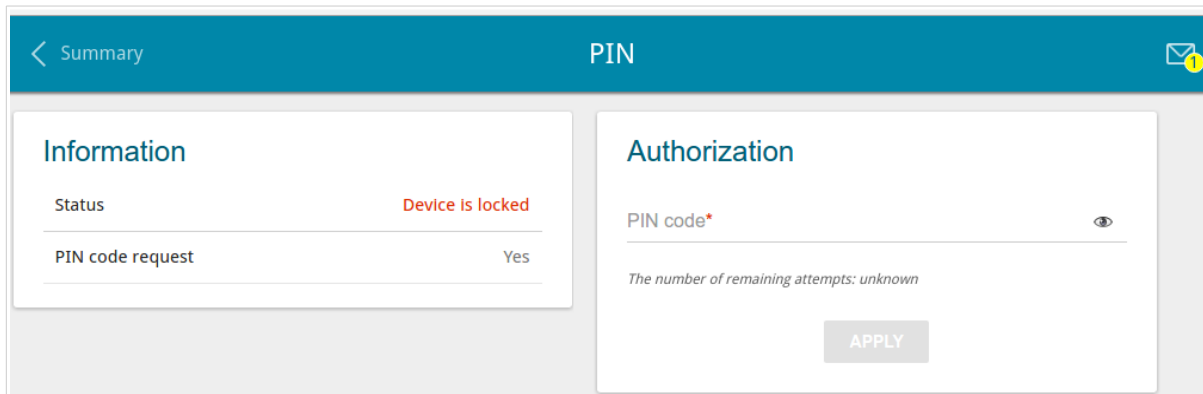 Summary
PIN
1
Information
Status
Device is locked
PIN code request
Yes
Authorization
PIN code*
The number of remaining attempts: unknown
APPLY